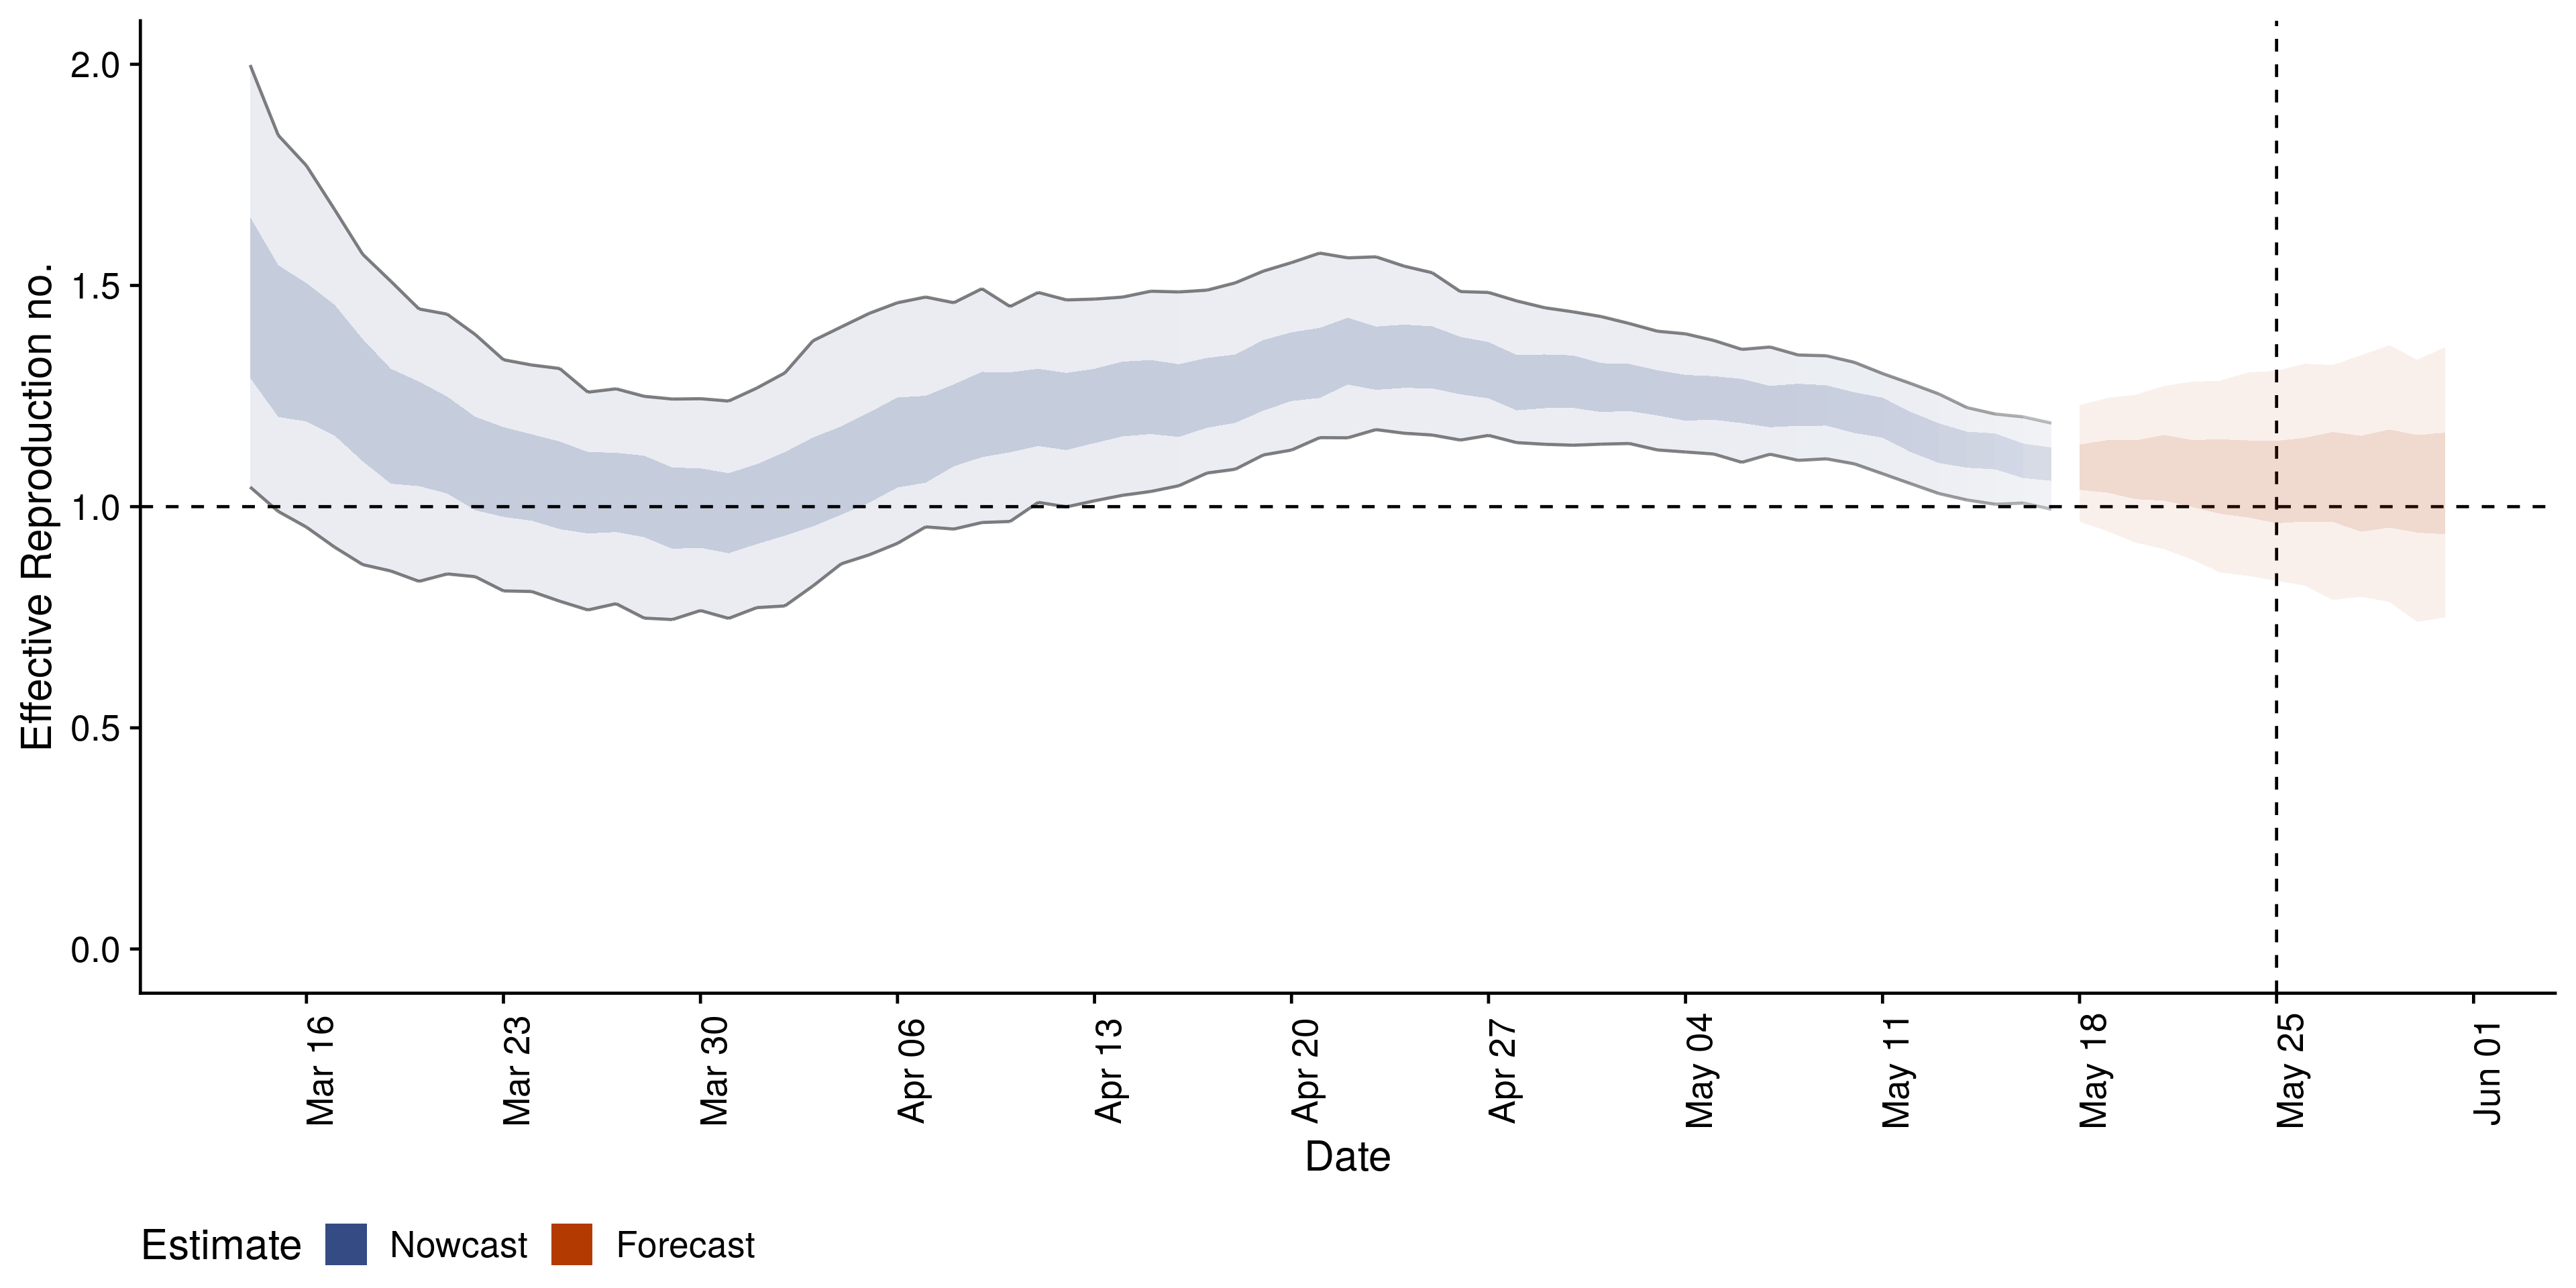 Effective Reproduction no.
2.0
1.5
1.0
0.5
0.0
Mar 16
Mar 23
Mar 30
Apr 06
Apr 13
Apr 20
Apr 27
May 04
May 11
May 18
May 25
Jun 01
Date
Estimate Nowcast Forecast